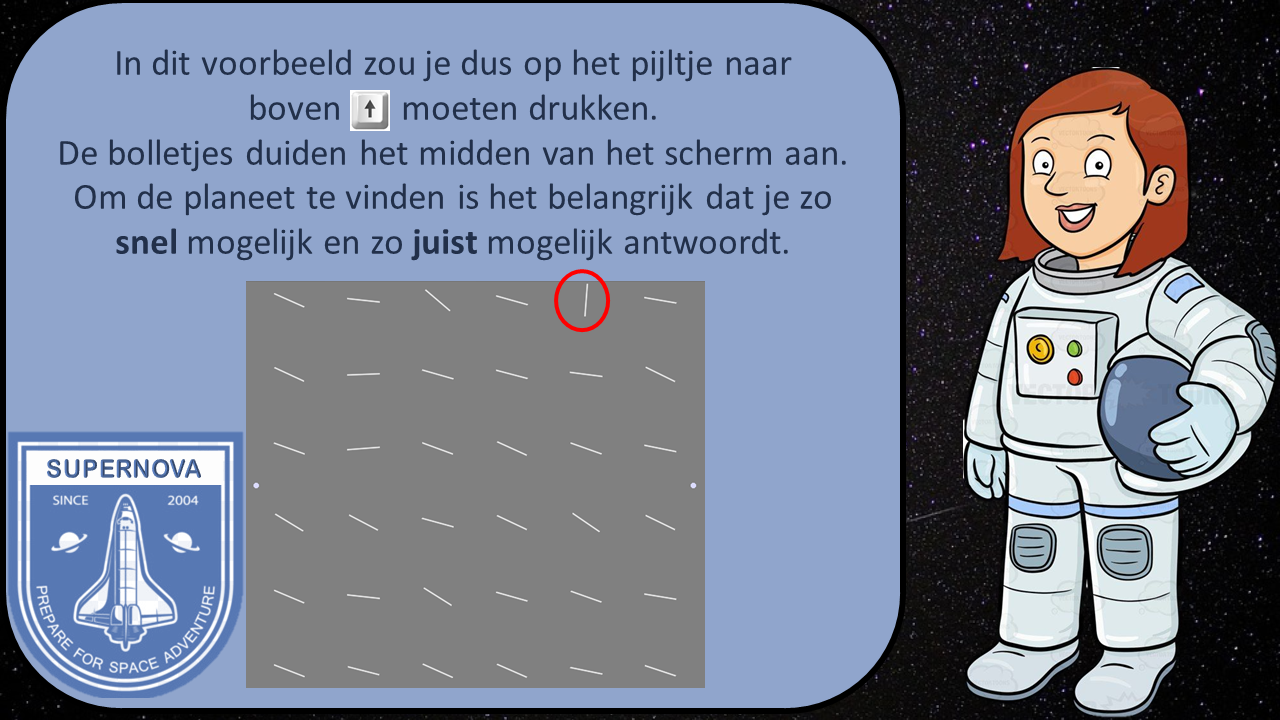 In dit voorbeeld zou je dus op het pijltje naar
boven ↑ moeten drukken.
De bolletjes duiden het midden van het scherm aan.
Om de planeet te vinden is het belangrijk dat je zo
snel mogelijk en zo juist mogelijk antwoordt.
SUPERNOVA
SINCE 2004
PREPARE FOR SPACE ADVENTURE